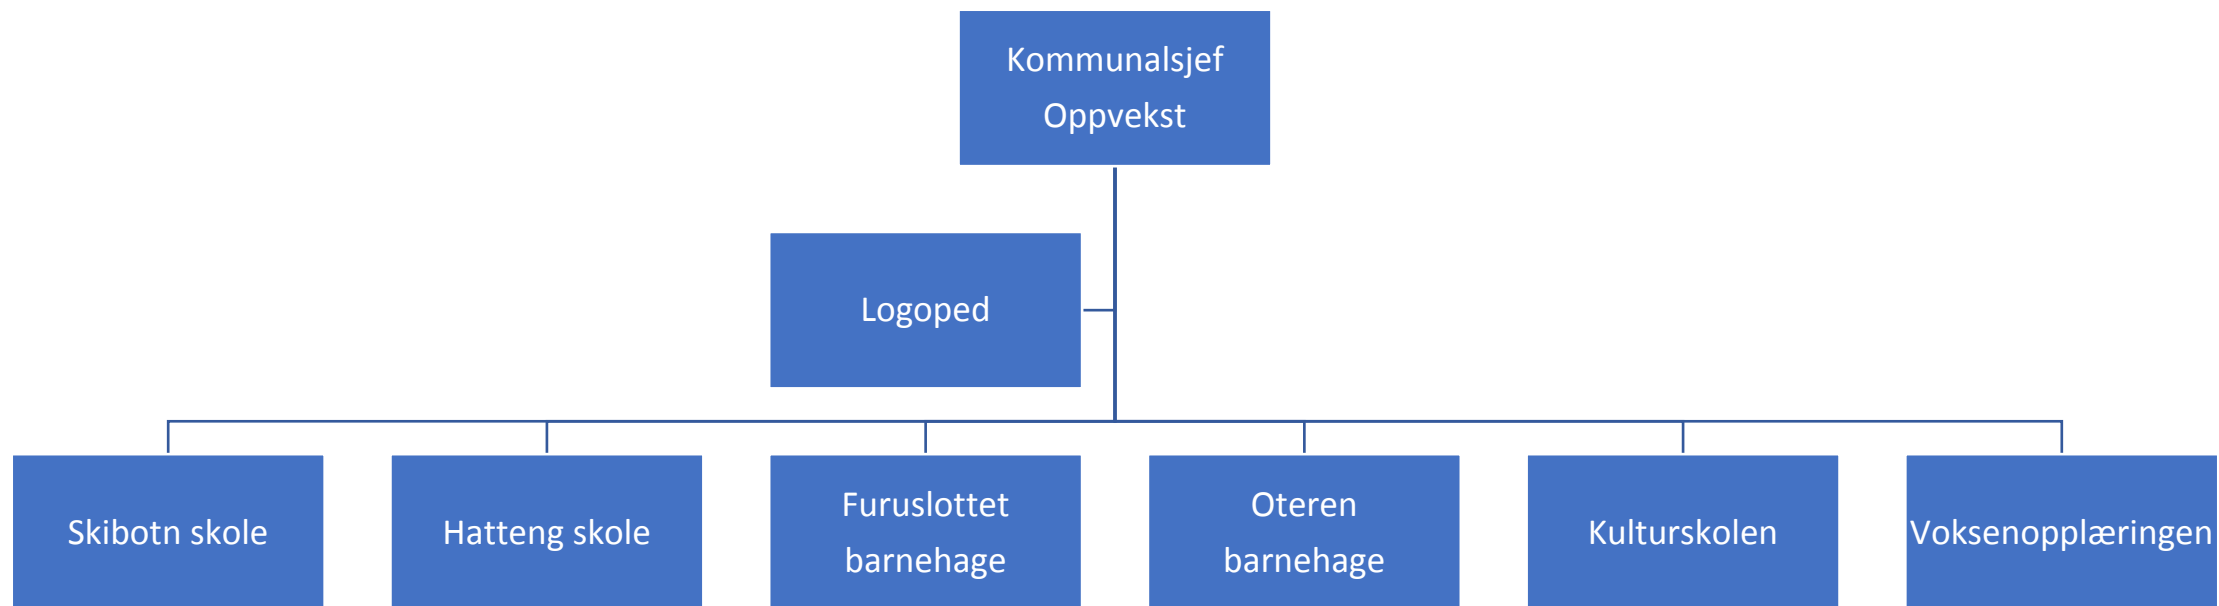 Kommunalsjef
Oppvekst
Logoped
Skibotn skole
Hatteng skole
Furuslottet
barnehage
Oteren
barnehage
Kulturskolen
Voksenopplæringen